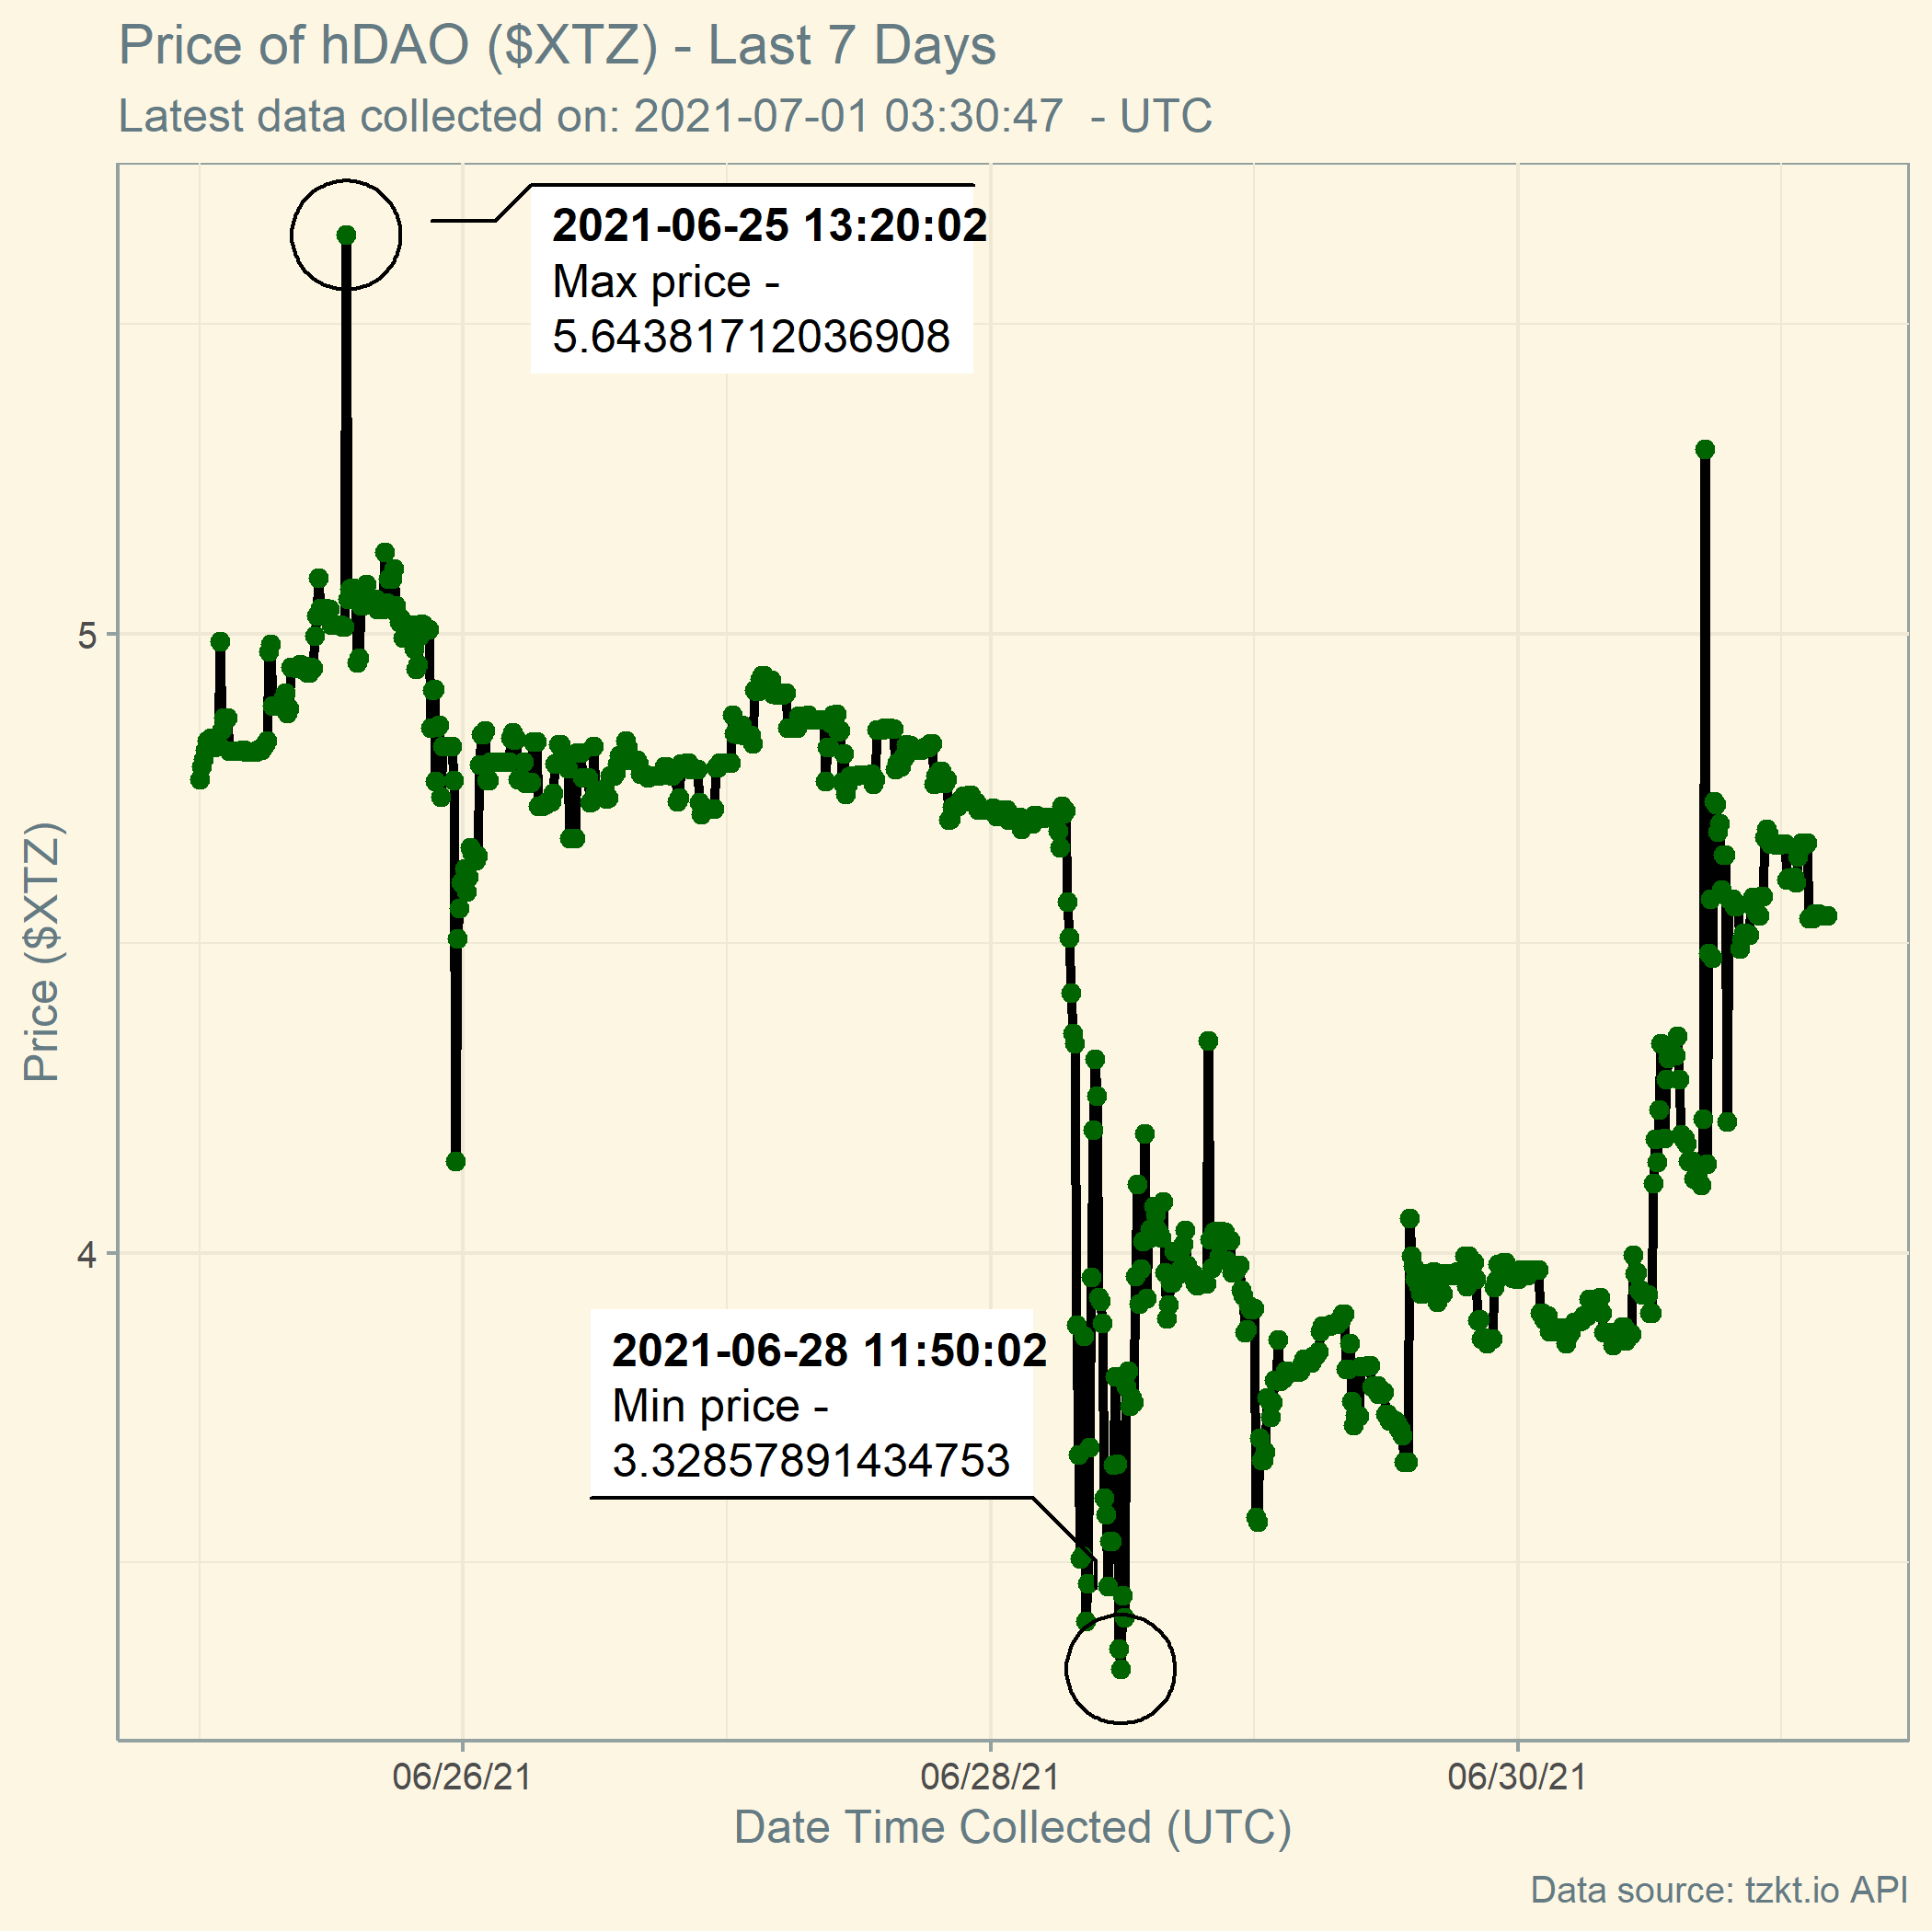 Price of hDAO ($XTZ) - Last 7 Days
Latest data collected on: 2021-07-01 03:30:47  - UTC
2021-06-25 13:20:02
Max price -
5.64381712036908
5
Price ($XTZ)
4
2021-06-28 11:50:02
Min price -
3.32857891434753
06/26/21
06/28/21
06/30/21
Date Time Collected (UTC)
Data source: tzkt.io API